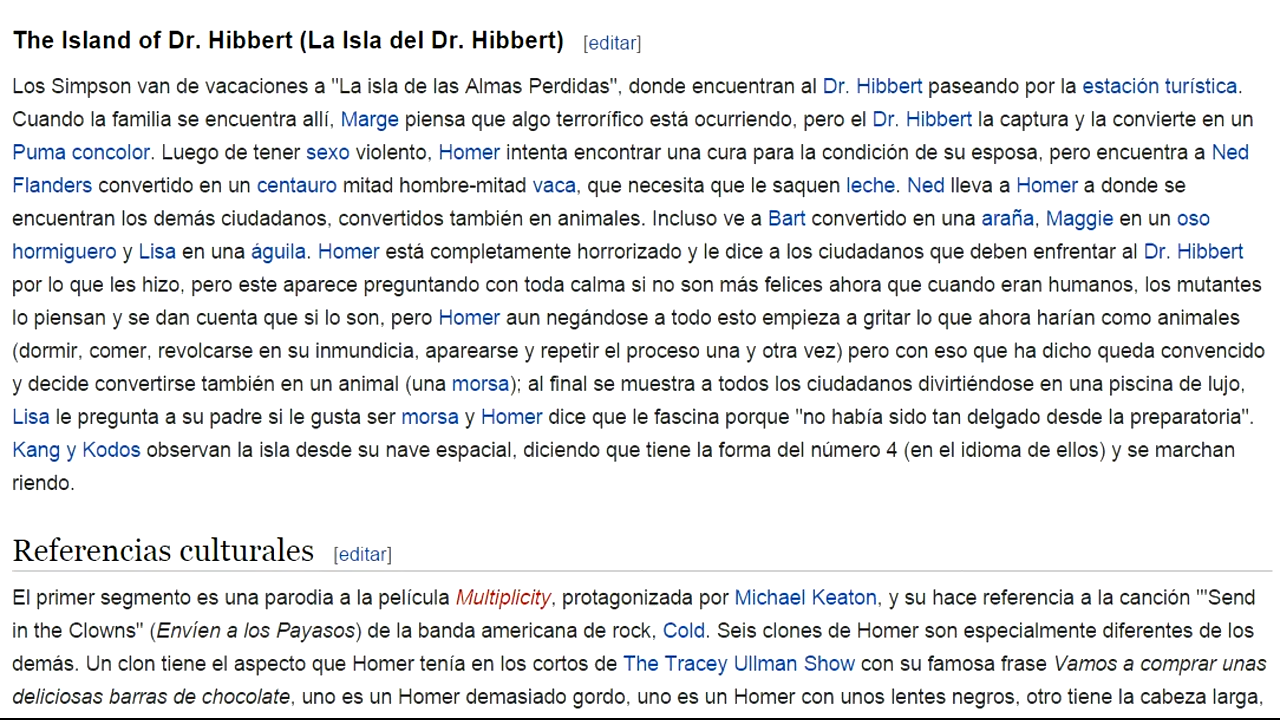 The Island of Dr. Hibbert (La Isla del Dr. Hibbert) [editar]
Los Simpson van de vacaciones a "La isla de las Almas Perdidas", donde encuentran al Dr. Hibbert paseando por la estación turística.
Cuando la familia se encuentra allí, Marge piensa que algo terrorífico está ocurriendo, pero el Dr. Hibbert la captura y la convierte en un
Puma concolor. Luego de tener sexo violento, Homer intenta encontrar una cura para la condición de su esposa, pero encuentra a Ned
Flanders convertido en un centauro mitad hombre-mitad vaca, que necesita que le saquen leche. Ned lleva a Homer a donde se
encuentran los demás ciudadanos, convertidos también en animales. Incluso ve a Bart convertido en una araña, Maggie en un oso
hormiguero y Lisa en una águila. Homer está completamente horrorizado y le dice a los ciudadanos que deben enfrentar al Dr. Hibbert
por lo que les hizo, pero este aparece preguntando con toda calma si no son más felices ahora que cuando eran humanos, los mutantes
lo piensan y se dan cuenta que si lo son, pero Homer aun negándose a todo esto empieza a gritar lo que ahora harían como animales
(dormir, comer, revolcarse en su inmundicia, aparearse y repetir el proceso una y otra vez) pero con eso que ha dicho queda convencido
y decide convertirse también en un animal (una morsa); al final se muestra a todos los ciudadanos divirtiéndose en una piscina de lujo,
Lisa le pregunta a su padre si le gusta ser morsa y Homer dice que le fascina porque "no había sido tan delgado desde la preparatoria".
Kang y Kodos observan la isla desde su nave espacial, diciendo que tiene la forma del número 4 (en el idioma de ellos) y se marchan
riendo.
Referencias culturales [editar]
El primer segmento es una parodia a la película Multiplicity, protagonizada por Michael Keaton, y su hace referencia a la canción '"Send
in the Clowns" (Envíen a los Payasos) de la banda americana de rock, Cold. Seis clones de Homer son especialmente diferentes de los
demás. Un clon tiene el aspecto que Homer tenía en los cortos de The Tracey Ullman Show con su famosa frase Vamos a comprar unas
deliciosas barras de chocolate, uno es un Homer demasiado gordo, uno es un Homer con unos lentes negros, otro tiene la cabeza larga,